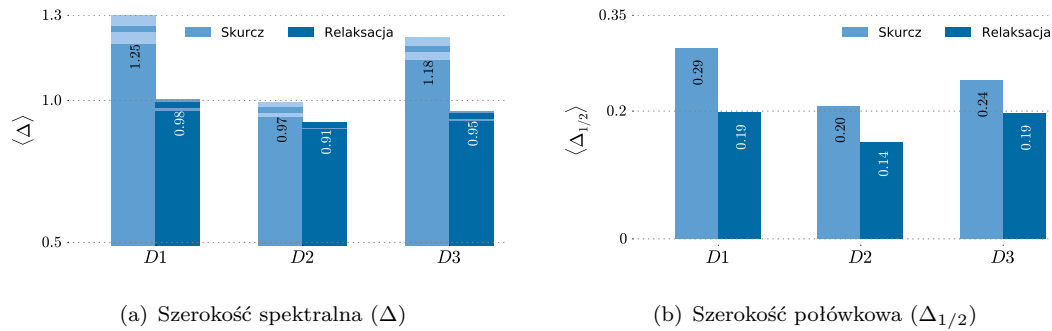 1.3
Skurcz
Relaksacja
1.25
1.18
1.0
0.98
0.97
0.91
0.95
⟨Δ⟩
0.5
D1
D2
D3
(a) Szerokość spektralna (Δ)
0.35
Skurcz
Relaksacja
0.29
0.24
0.2
0.19
0.20
0.14
0.19
⟨Δ1/2⟩
0
D1
D2
D3
(b) Szerokość połówkowa (Δ1/2)